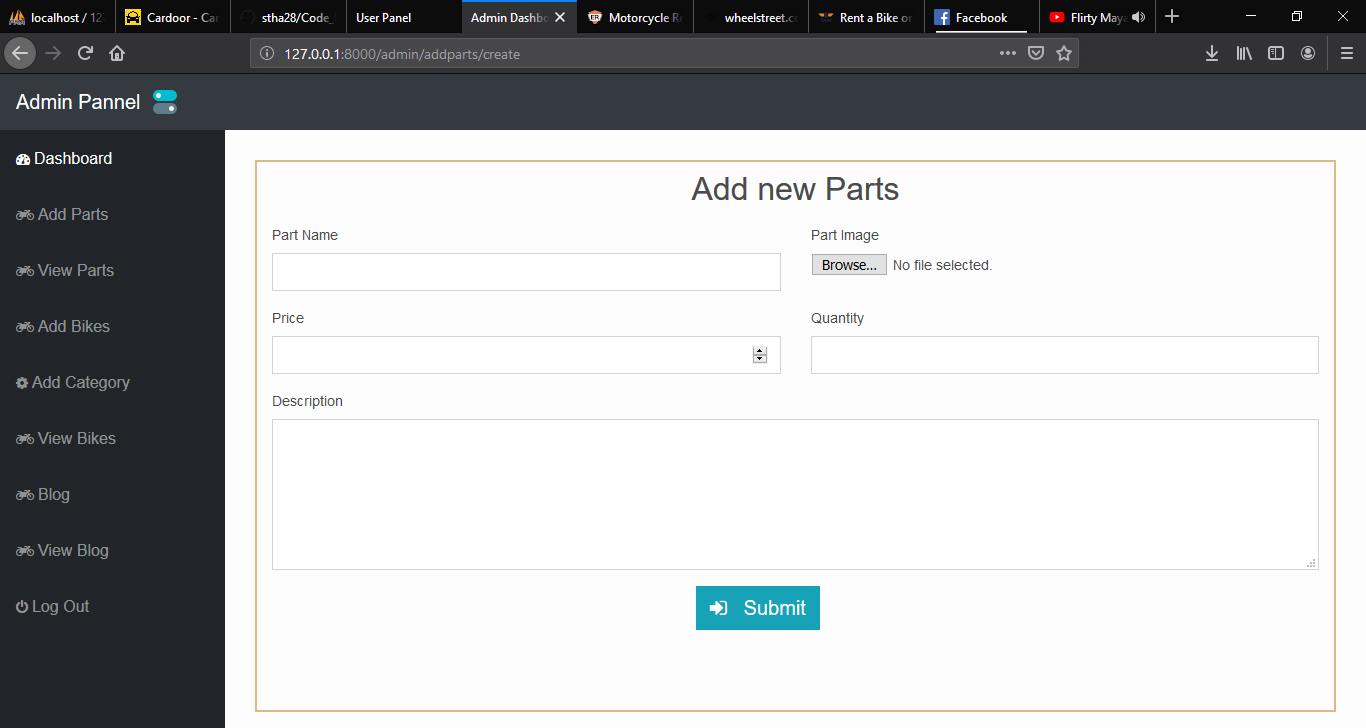 localhost / 12
Cardoor - Car
stha28/Code_
User Panel
Admin Dashbo
Motorcycle Re
wheelstreet.co
Rent a Bike or
Facebook
Flirty Maya
127.0.0.1:8000/admin/addparts/create
Admin Pannel
Dashboard
Add Parts
View Parts
Add Bikes
Add Category
View Bikes
Blog
View Blog
Log Out
Add new Parts
Part Name
Part Image
Browse... No file selected.
Price
Quantity
Description
Submit